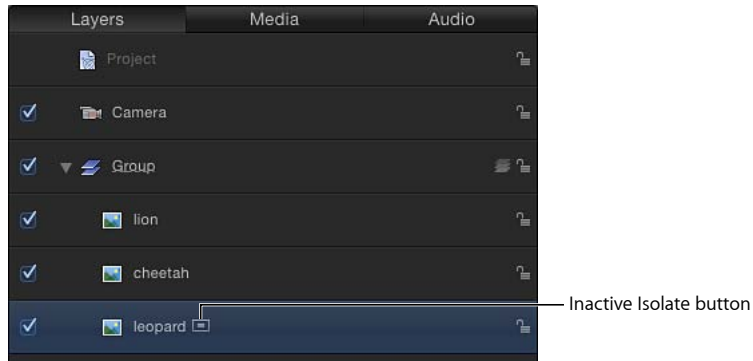 Layers Media Audio
Project
Camera
Group
lion
cheetah
leopard
Inactive Isolate button